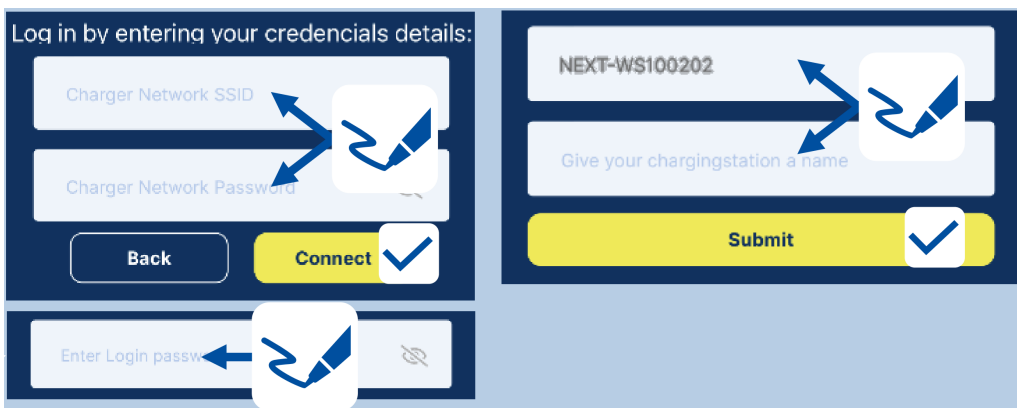 Log in by entering your credencials details:
Charger Network SSID
Charger Network Password
Back
Connect
Enter Login
NEXT-WS100202
Give your chargingstation a name
Submit